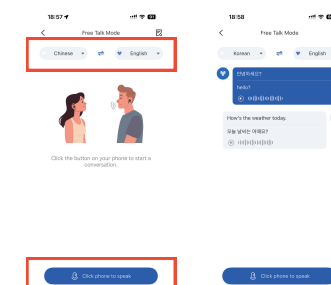 18:57
Free Talk Mode
Chinese
English
Click the button on your phone to start a
conversation.
Click phone to speak
18:58
Free Talk Mode
Korean
English
안녕하세요?
hello?
How's the weather today.
오늘 날씨는 어때요?
Click phone to speak